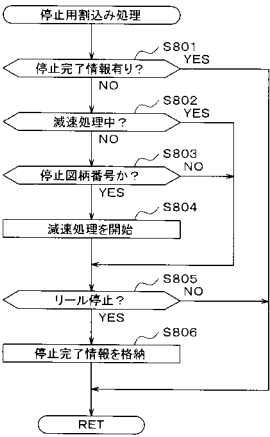 停止用割込み処理
S801
停止完了情報有り?
YES
NO
S802
減速処理中?
YES
NO
S803
停止図柄番号か?
NO
YES
S804
減速処理を開始
S805
リール停止?
NO
YES
S806
停止完了情報を格納
RET